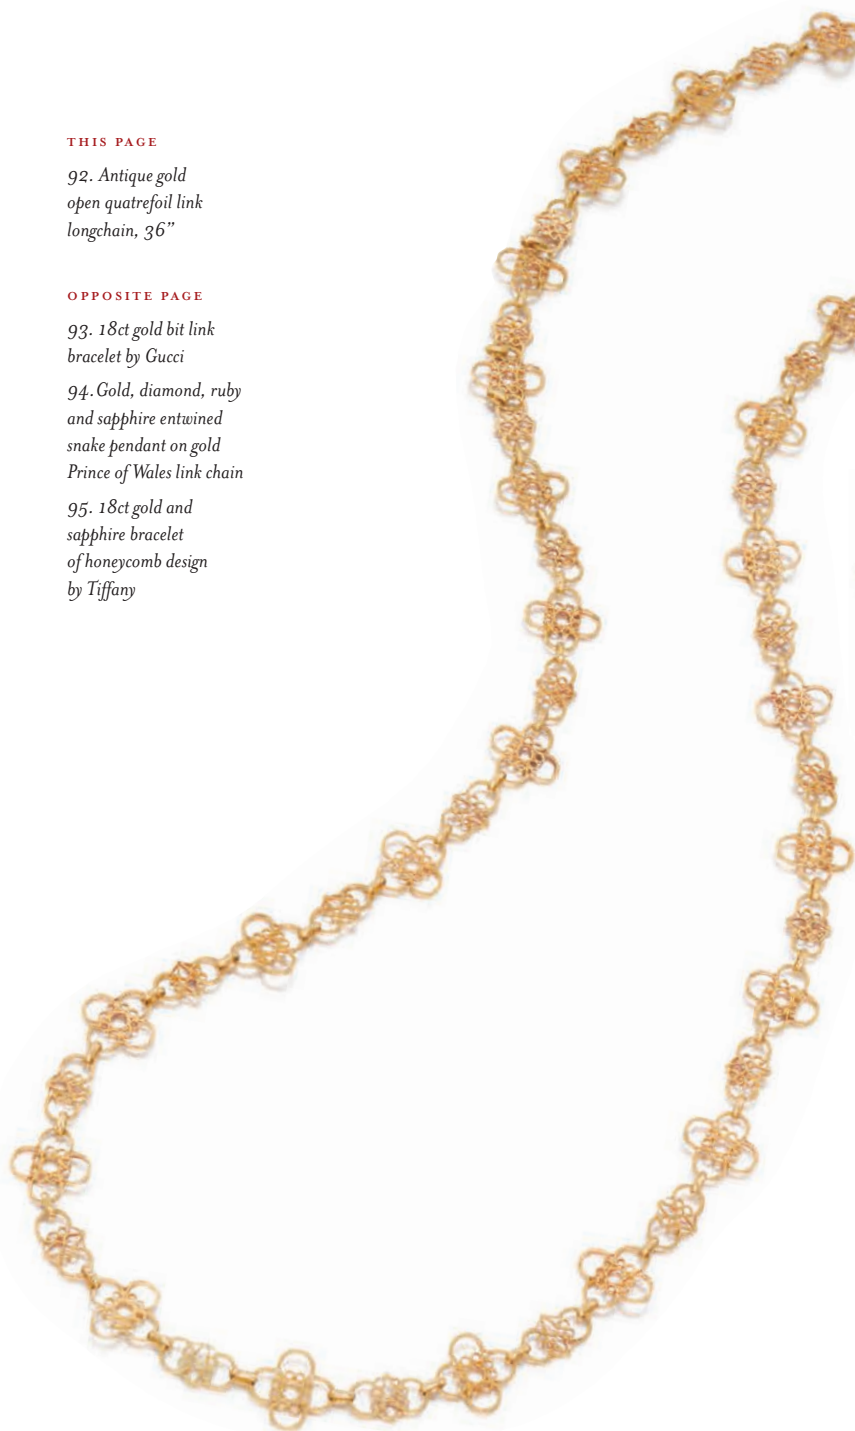 THIS PAGE
92. Antique gold
open quatrefoil link
longchain, 36”
OPPOSITE PAGE
93. 18ct gold bit link
bracelet by Gucci
94.Gold, diamond, ruby
and sapphire entwined
snake pendant on gold
Prince of Wales link chain
95. 18ct gold and
sapphire bracelet
of honeycomb design
by Tiffany